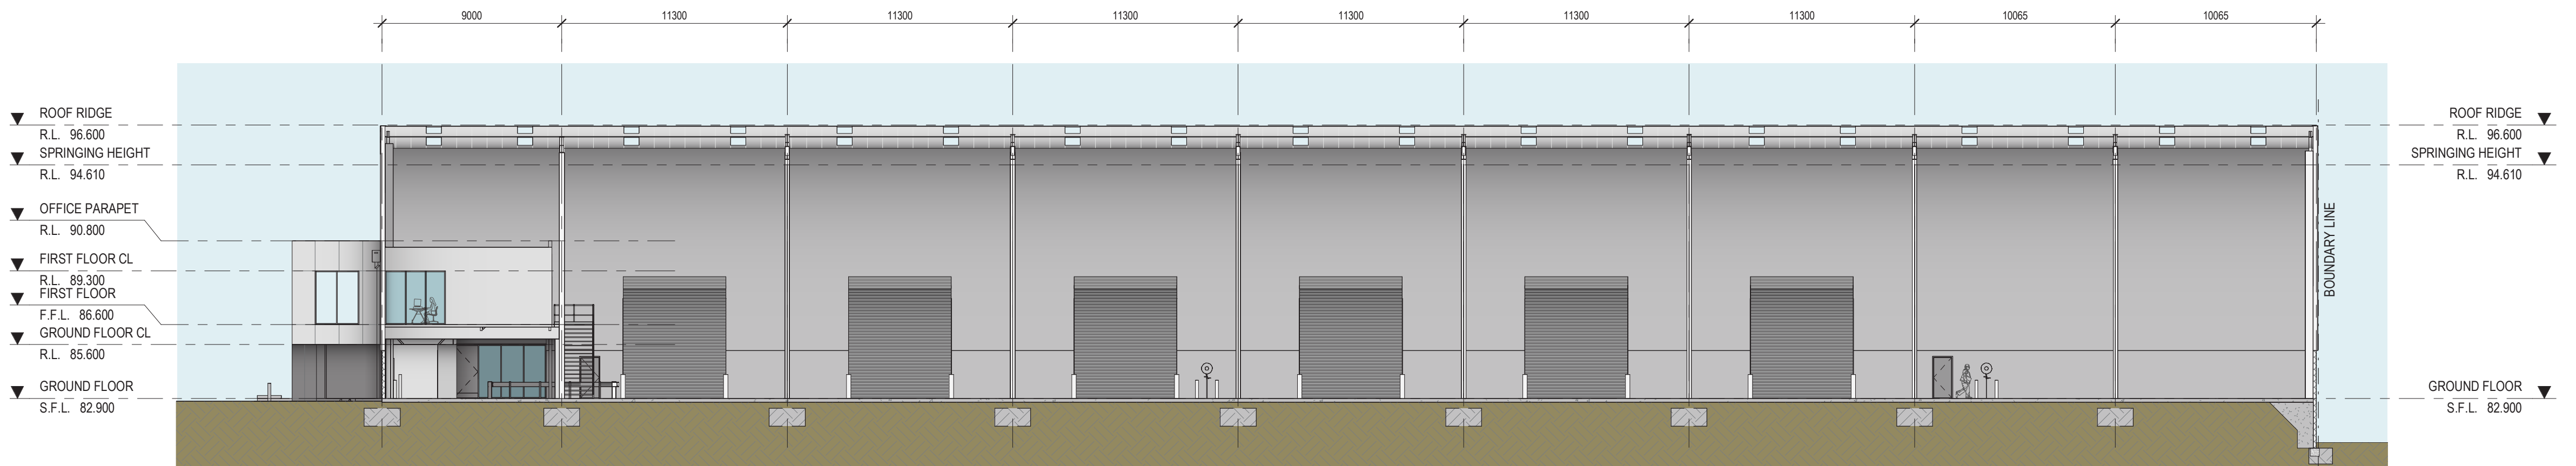 9000 11300 11300 11300 11300 11300 11300 10065 10065
ROOF RIDGE
R.L. 96.600
SPRINGING HEIGHT
R.L. 94.610
OFFICE PARAPET
R.L. 90.800
FIRST FLOOR CL
R.L. 89.300
FIRST FLOOR
F.F.L. 86.600
GROUND FLOOR CL
R.L. 85.600
GROUND FLOOR
S.F.L. 82.900
BOUNDARY LINE
ROOF RIDGE
R.L. 96.600
SPRINGING HEIGHT
R.L. 94.610
GROUND FLOOR
S.F.L. 82.900